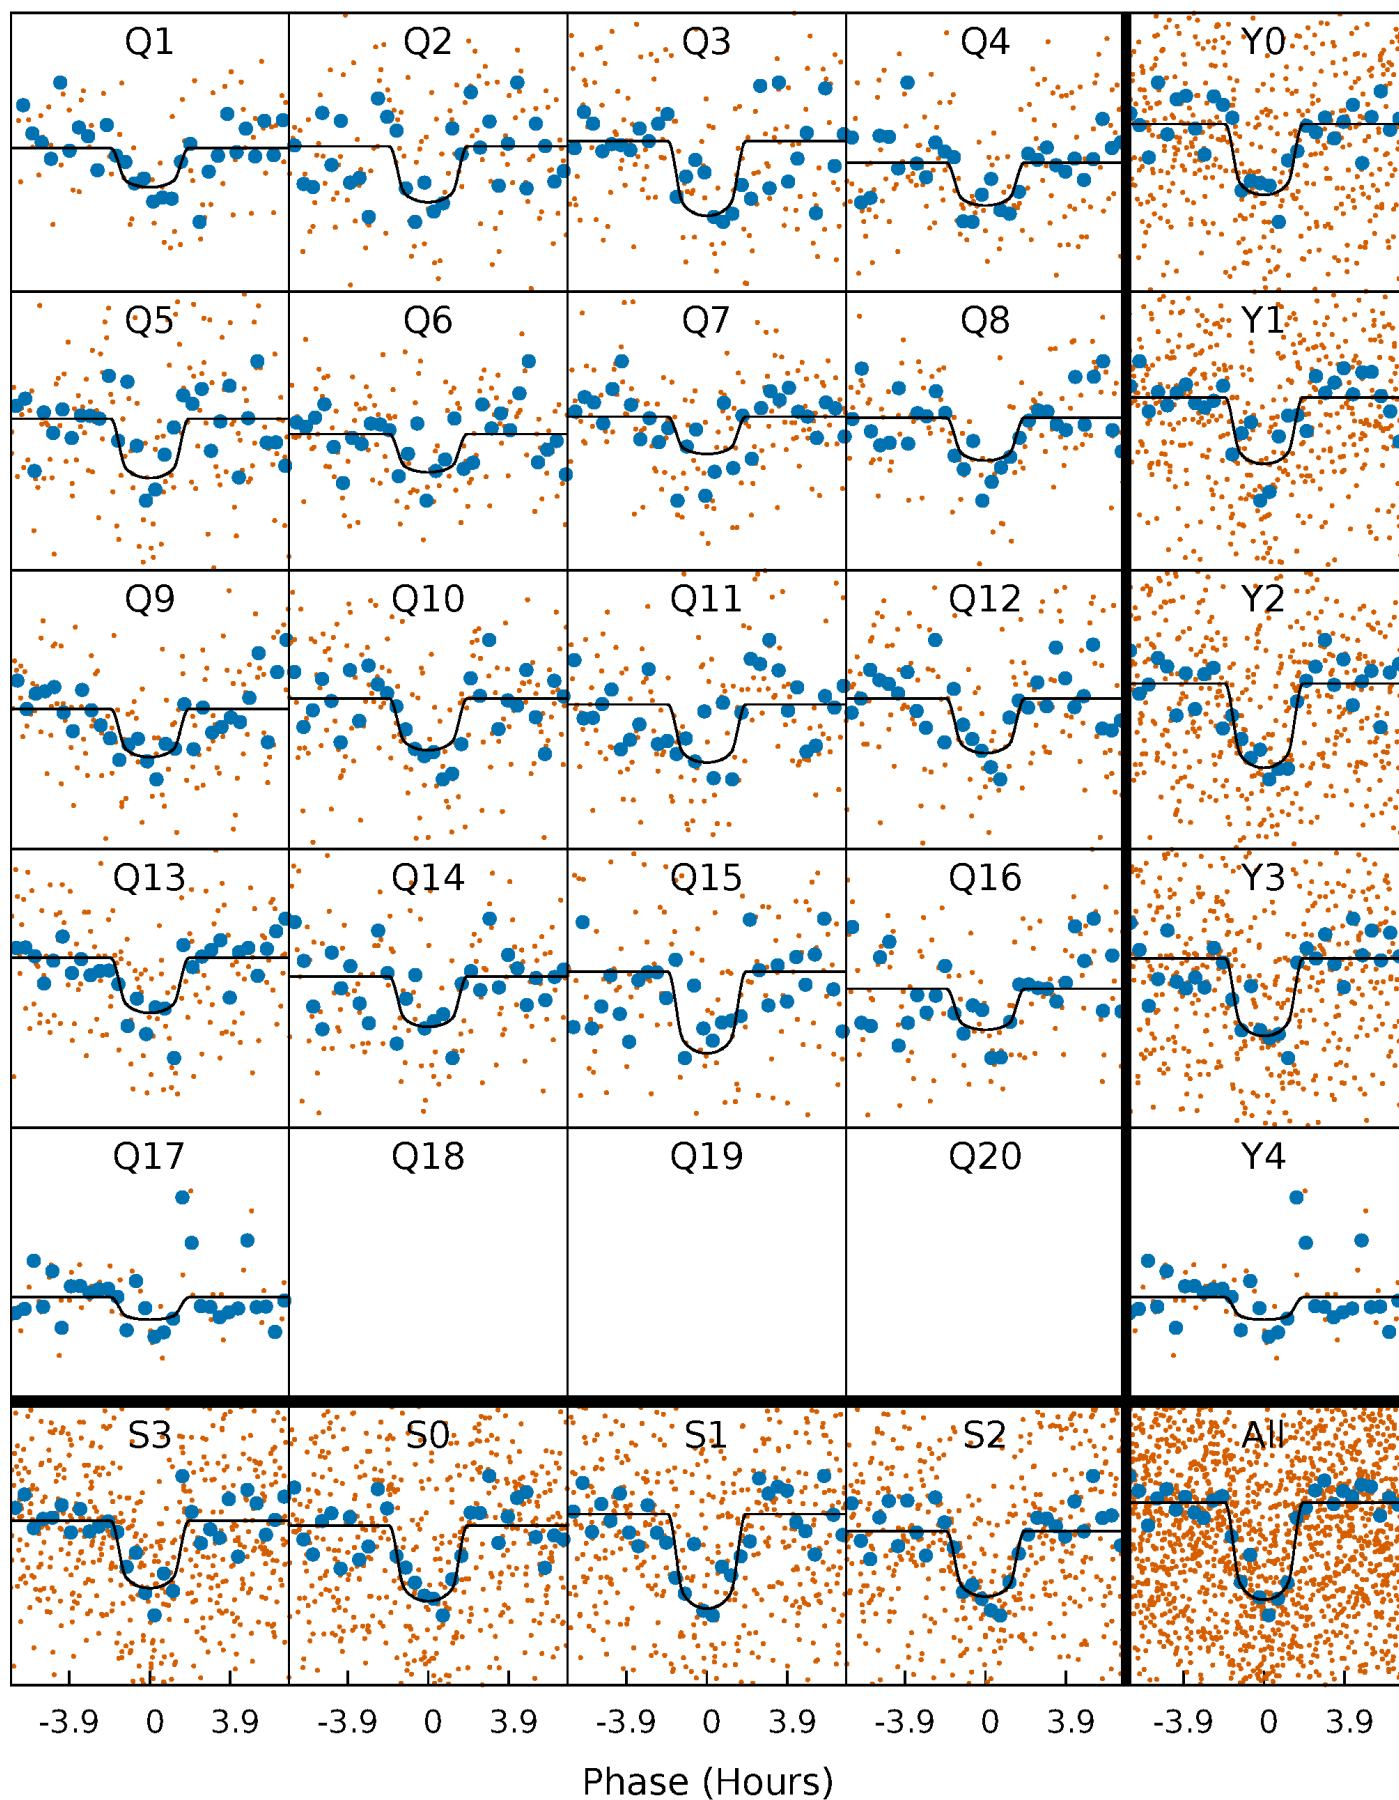 Q1 Q2 Q3 Q4 Y0
Q5 Q6 Q7 Q8 Y1
Q9 Q10 Q11 Q12 Y2
Q13 Q14 Q15 Q16 Y3
Q17 Q18 Q19 Q20 Y4
S3 S0 S1 S2 All
-3.9 0 3.9 -3.9 0 3.9 -3.9 0 3.9 -3.9 0 3.9 -3.9 0 3.9
Phase (Hours)